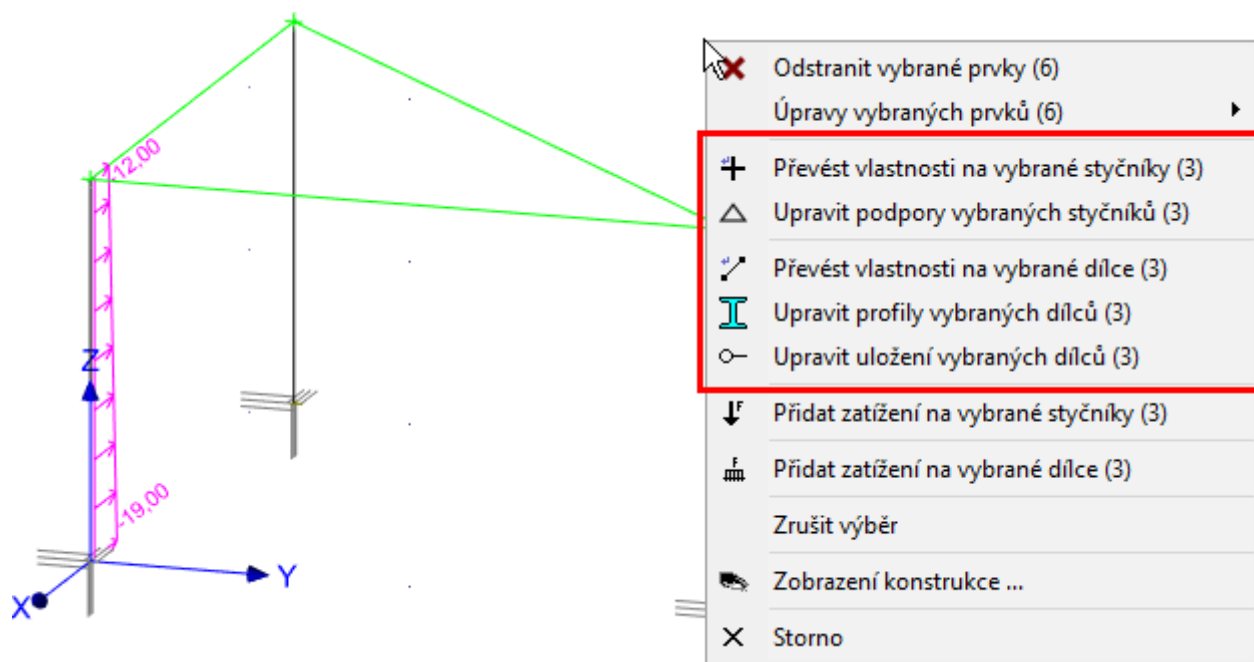 Odstranit vybrané prvky (6)
Úpravy vybraných prvků (6)
Převést vlastnosti na vybrané styčníky (3)
Upravit podpory vybraných styčníků (3)
Převést vlastnosti na vybrané dílce (3)
Upravit profily vybraných dílců (3)
Upravit uložení vybraných dílců (3)
F
Přidat zatížení na vybrané styčníky (3)
F
Přidat zatížení na vybrané dílce (3)
Zrušit výběr
Zobrazení konstrukce ...
Storno
-12,00
Z
-19,00
Y
X